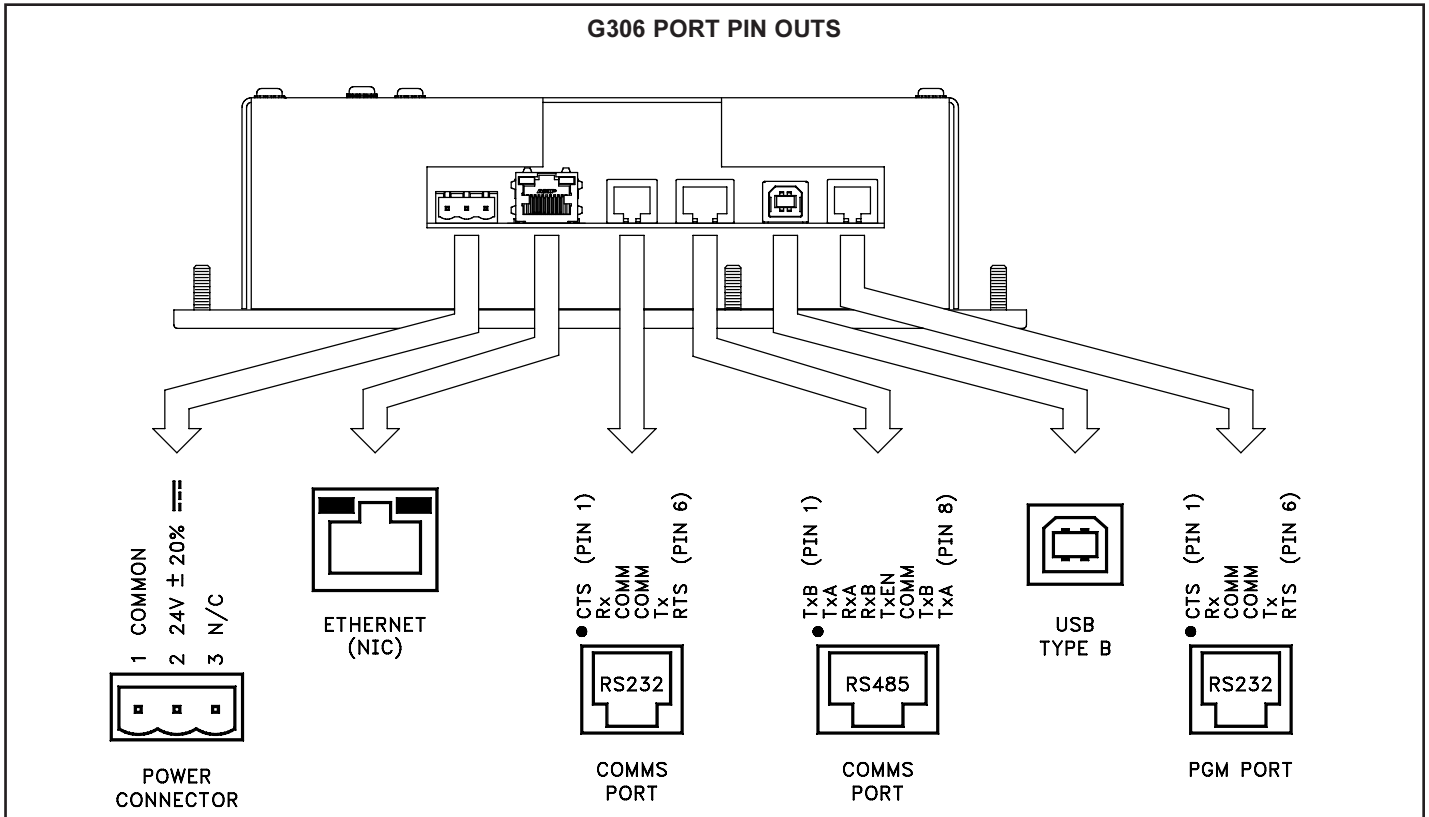 G306 PORT PIN OUTS
1 COMMON
2 24V ± 20% ⎓
3 N/C
POWER
CONNECTOR
ETHERNET
(NIC)
CTS (PIN 1)
Rx
COMM
COMM
Tx
RTS (PIN 6)
RS232
COMMS
PORT
TxB (PIN 1)
TxA
RxA
RxB
TxEN
COMM
TxB
TxA (PIN 8)
RS485
COMMS
PORT
USB
TYPE B
CTS (PIN 1)
Rx
COMM
COMM
Tx
RTS (PIN 6)
RS232
PGM PORT